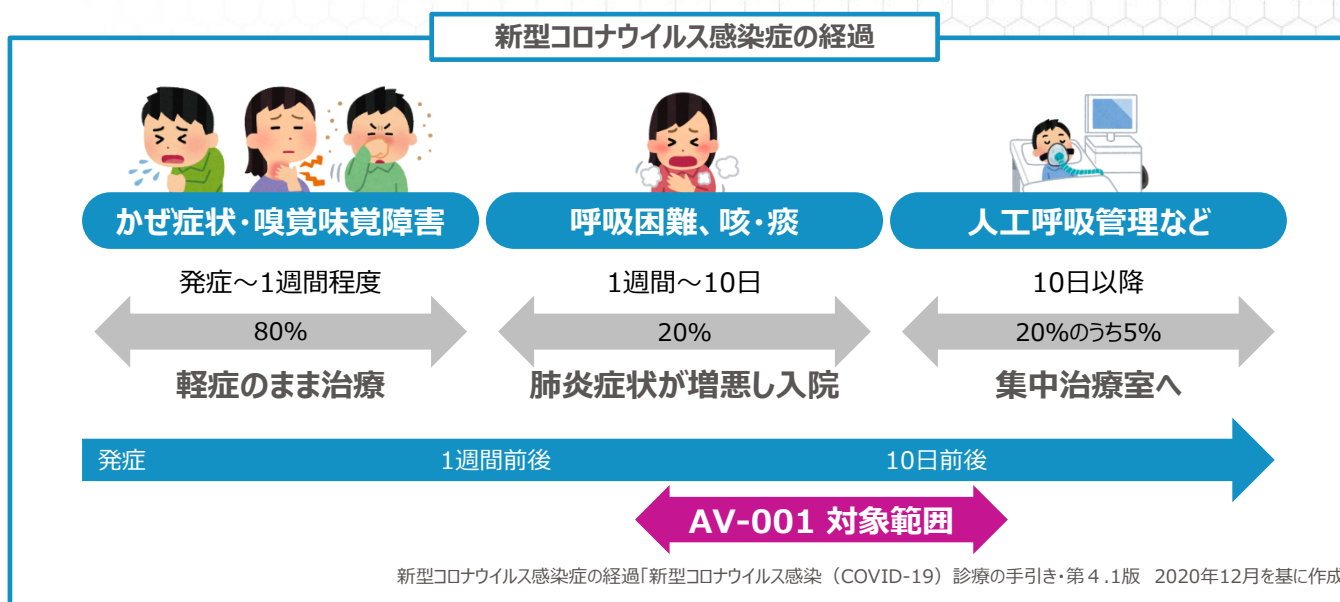 新型コロナウイルス感染症の経過
かぜ症状・嗅覚味覚障害
呼吸困難、咳・痰
人工呼吸管理など
発症～1週間程度
1週間～10日
10日以降
80%
20%
20%のうち5%
軽症のまま治療
肺炎症状が増悪し入院
集中治療室へ
発症
1週間前後
10日前後
AV-001 対象範囲
新型コロナウイルス感染症の経過「新型コロナウイルス感染（COVID-19）診療の手引き・第４.1版 2020年12月を基に作成